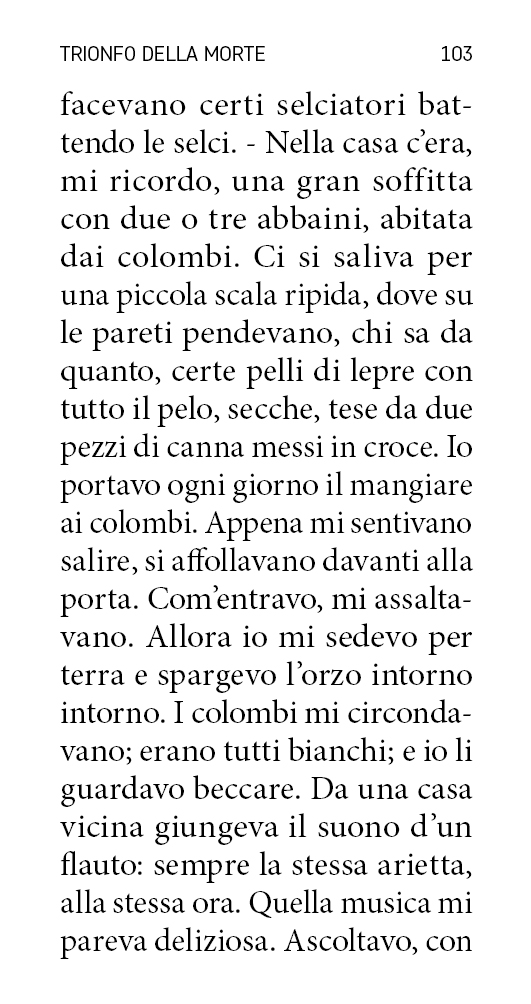 TRIONFO DELLA MORTE 103
facevano certi selciatori bat-
tendo le selci. - Nella casa c’era,
mi ricordo, una gran soffitta
con due o tre abbaini, abitata
dai colombi. Ci si saliva per
una piccola scala ripida, dove su
le pareti pendevano, chi sa da
quanto, certe pelli di lepre con
tutto il pelo, secche, tese da due
pezzi di canna messi in croce. Io
portavo ogni giorno il mangiare
ai colombi. Appena mi sentivano
salire, si affollavano davanti alla
porta. Com’entravo, mi assalta-
vano. Allora io mi sedevo per
terra e spargevo l’orzo intorno
intorno. I colombi mi circonda-
vano; erano tutti bianchi; e io li
guardavo beccare. Da una casa
vicina giungeva il suono d’un
flauto: sempre la stessa arietta,
alla stessa ora. Quella musica mi
pareva deliziosa. Ascoltavo, con